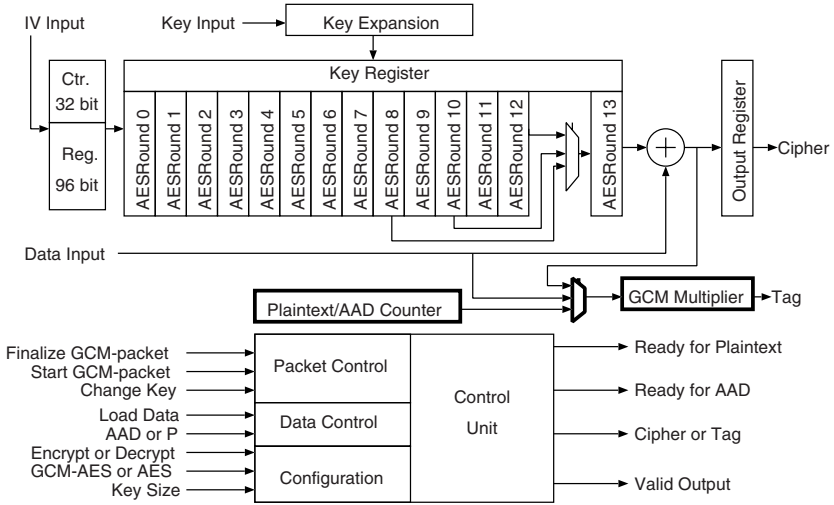 IV Input
Key Input
Key Expansion
Ctr.
32 bit
Reg.
96 bit
Key Register
AESRound 0
AESRound 1
AESRound 2
AESRound 3
AESRound 4
AESRound 5
AESRound 6
AESRound 7
AESRound 8
AESRound 9
AESRound 10
AESRound 11
AESRound 12
AESRound 13
+
Output Register
Cipher
Data Input
Plaintext/AAD Counter
GCM Multiplier
Tag
Finalize GCM-packet
Start GCM-packet
Change Key
Load Data
AAD or P
Encrypt or Decrypt
GCM-AES or AES
Key Size
Packet Control
Data Control
Configuration
Control
Unit
Ready for Plaintext
Ready for AAD
Cipher or Tag
Valid Output